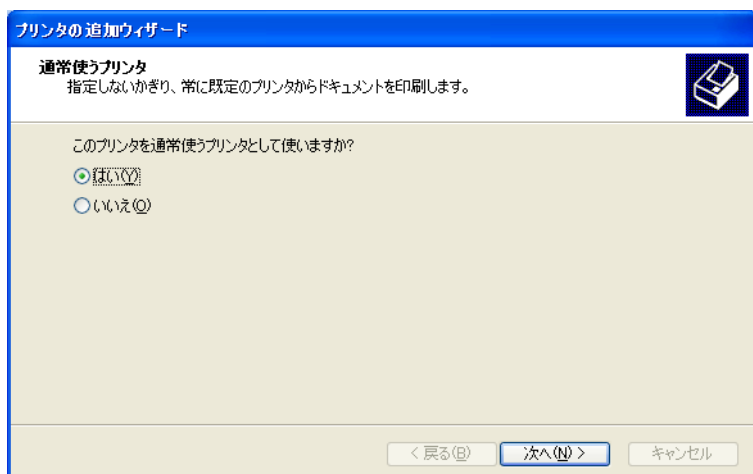 プリンタの追加ウィザード
通常使うプリンタ
指定しないかぎり、常に既定のプリンタからドキュメントを印刷します。
このプリンタを通常使うプリンタとして使いますか?
はい(Y)
いいえ(O)
< 戻る(B) 次へ(N) > キャンセル